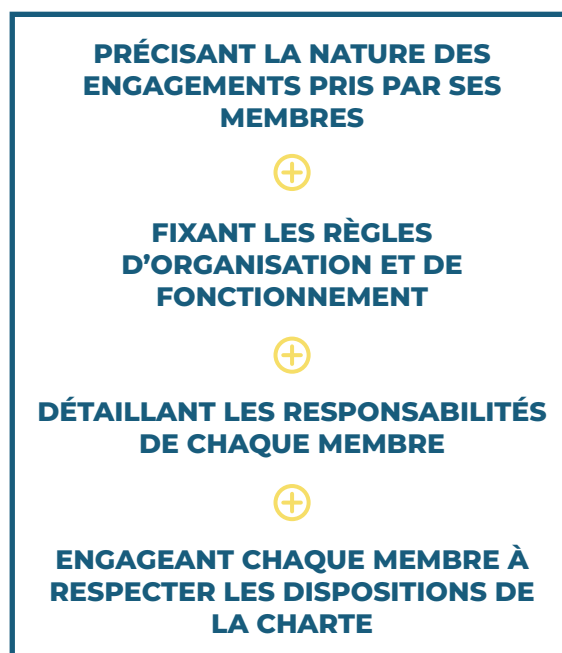 PRÉCISANT LA NATURE DES
ENGAGEMENTS PRIS PAR SES
MEMBRES
FIXANT LES RÈGLES
D’ORGANISATION ET DE
FONCTIONNEMENT
DÉTAILLANT LES RESPONSABILITÉS
DE CHAQUE MEMBRE
ENGAGEANT CHAQUE MEMBRE À
RESPECTER LES DISPOSITIONS DE
LA CHARTE